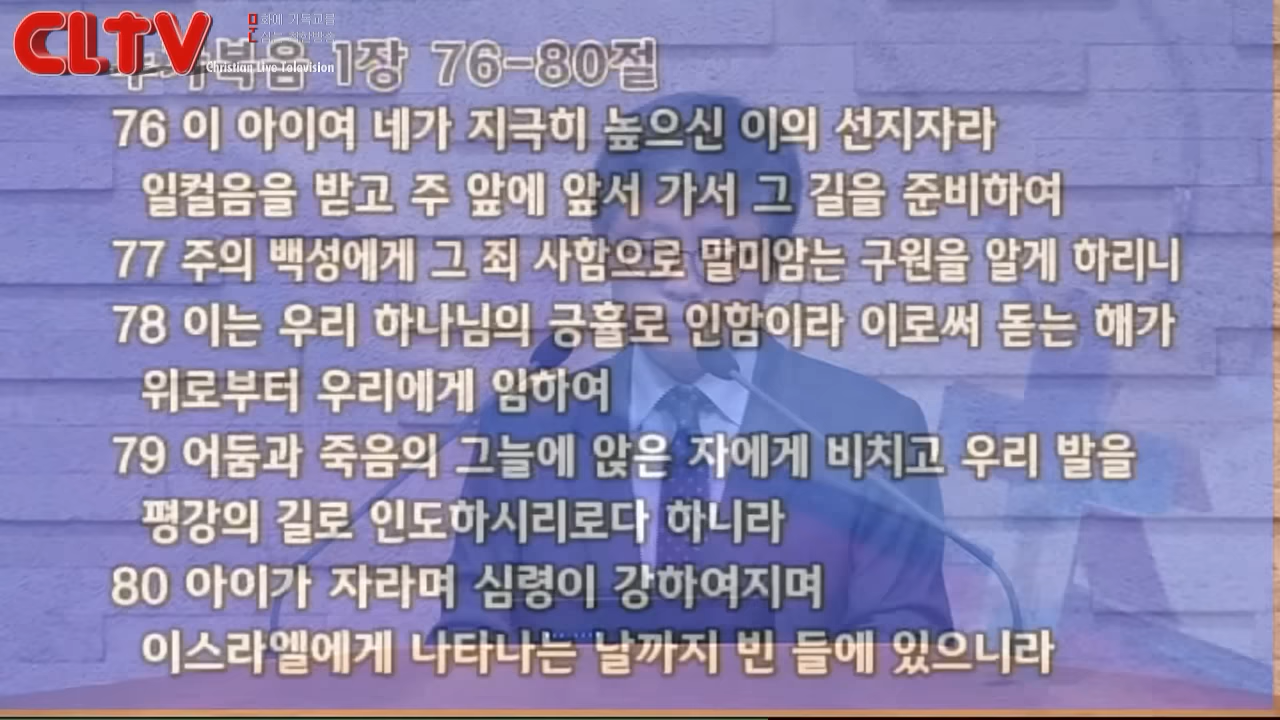 CLTV
Christian Live Television
1장 76-80절
76 이 아이여 네가 지극히 높으신 이의 선지자라
일컬음을 받고 주 앞에 앞서 가서 그 길을 준비하여
77 주의 백성에게 그 죄 사함으로 말미암는 구원을 알게 하리니
78 이는 우리 하나님의 긍휼로 인함이라 이로써 돋는 해가
위로부터 우리에게 임하여
79 어둠과 죽음의 그늘에 앉은 자에게 비치고 우리 발을
평강의 길로 인도하시리로다 하니라
80 아이가 자라며 심령이 강하여지며
이스라엘에게 나타나는 날까지 빈 들에 있으니라